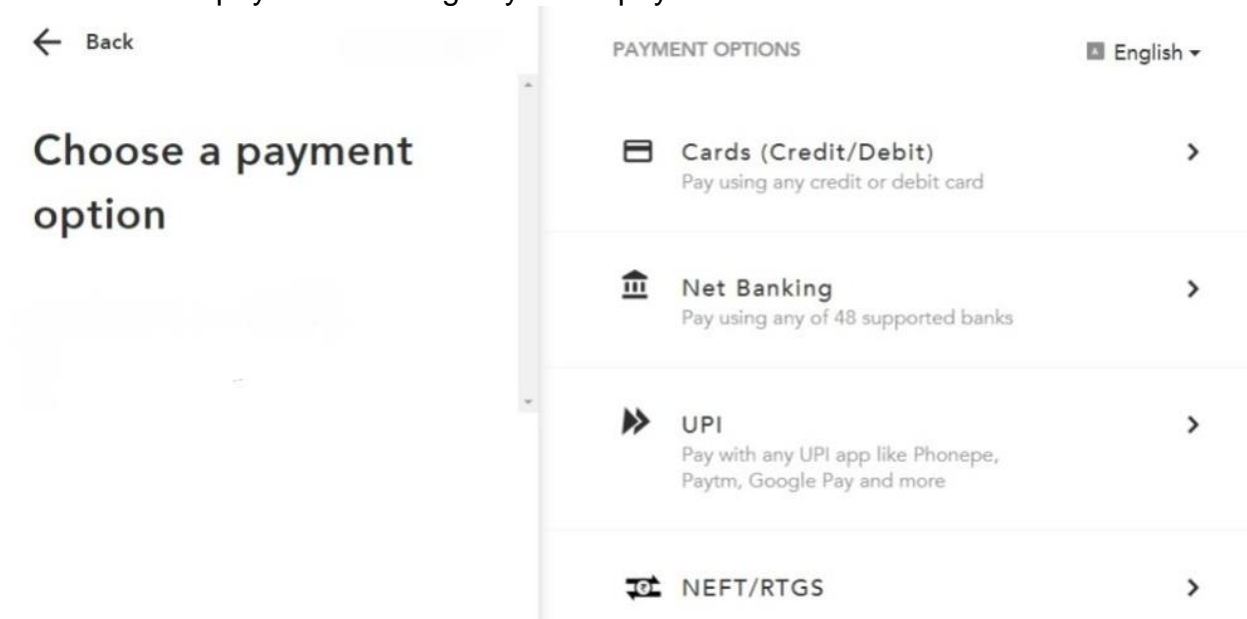 ← Back
Choose a payment
option
PAYMENT OPTIONS
English
Cards (Credit/Debit)
Pay using any credit or debit card
Net Banking
Pay using any of 48 supported banks
UPI
Pay with any UPI app like Phonepe,
Paytm, Google Pay and more
NEFT/RTGS